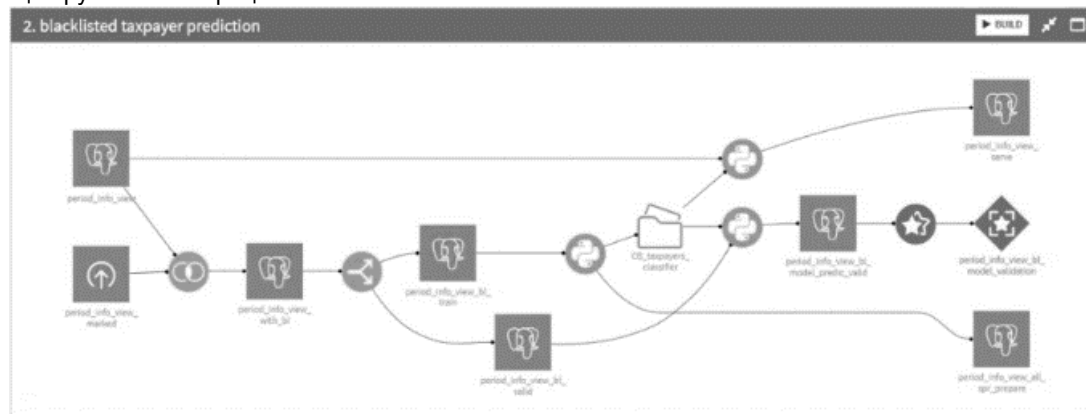 2. blacklisted taxpayer prediction
BUILD
period_info_view_
serve
period_info_view
period_info_view_bl_
model_predic_valid
period_info_view_bl_
model_validation
CB_taxpayers_
classifier
period_info_view_bl_
train
period_info_view_
marked
period_info_view_
with_bl
period_info_view_bl_
valid
period_info_view_all_